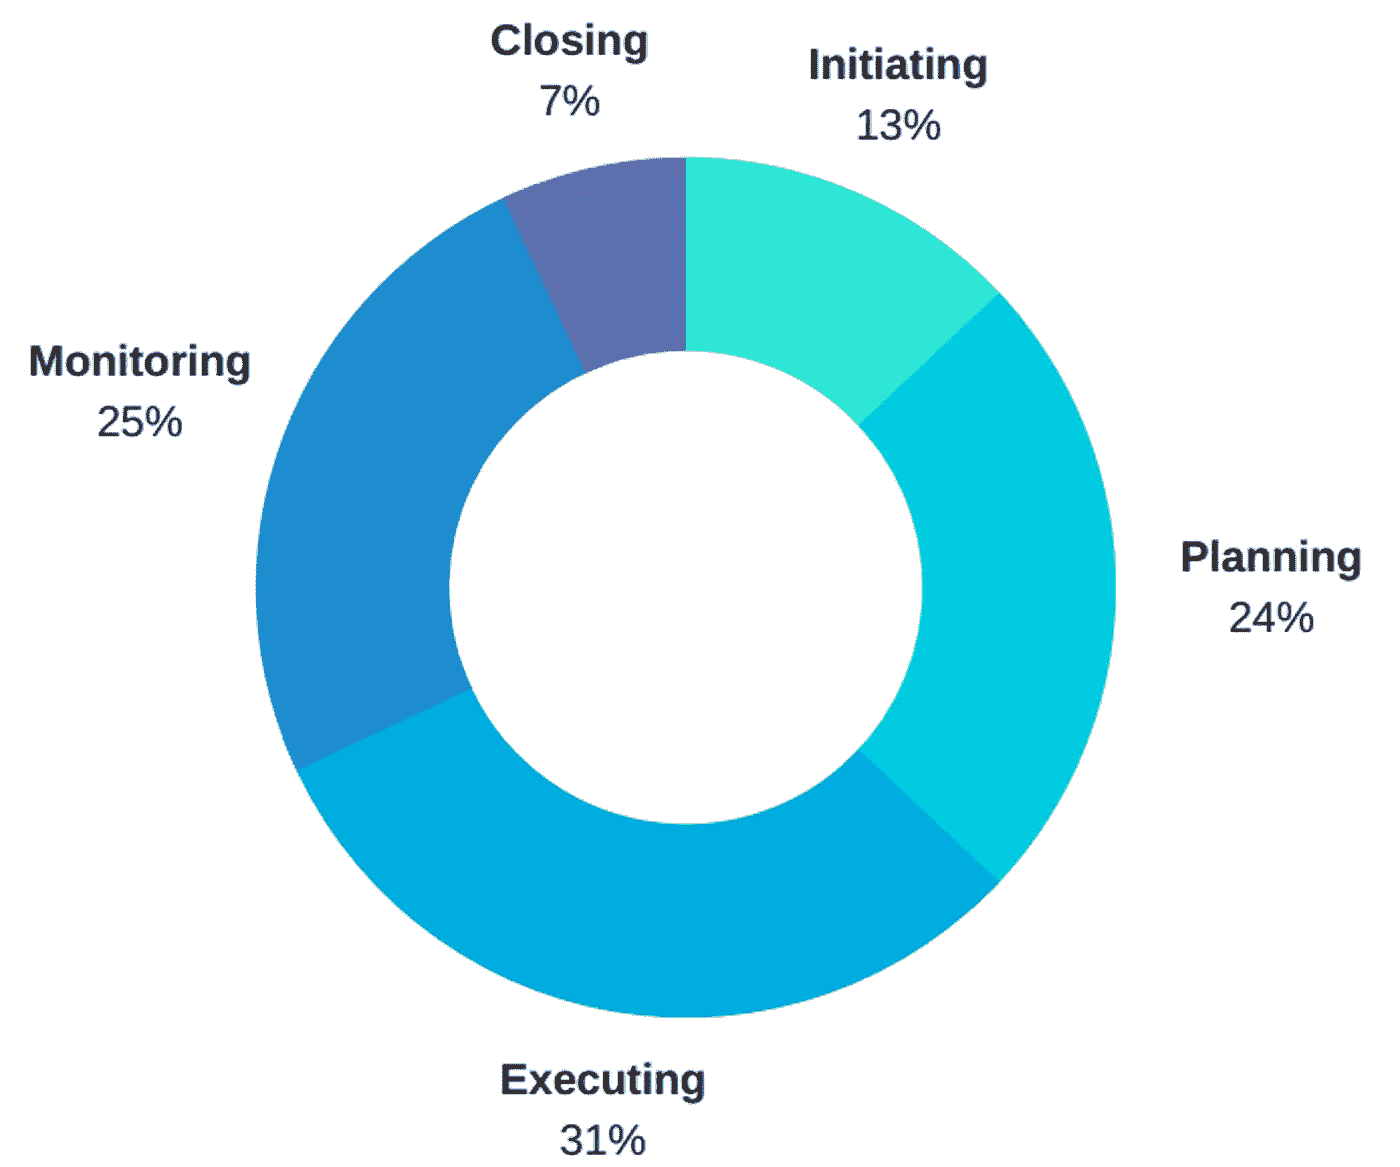 Closing
7%
Initiating
13%
Monitoring
25%
Planning
24%
Executing
31%